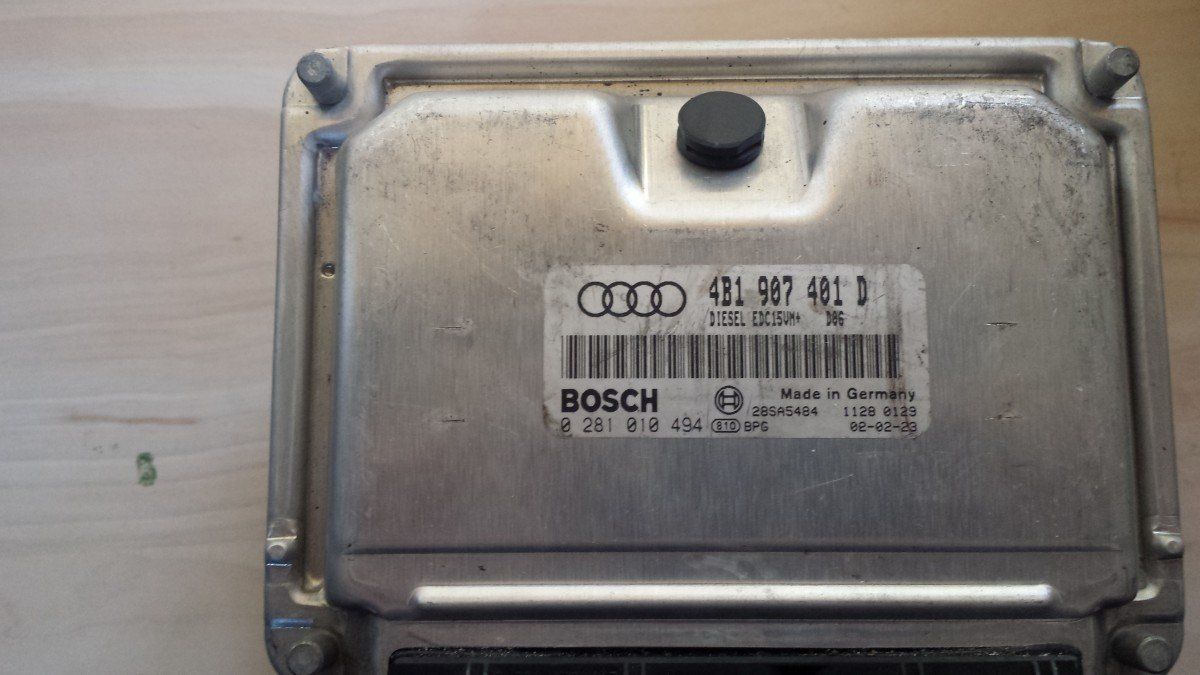 4B1 907 401 D
DIESEL EDC15VM+ D06
BOSCH
Made in Germany
28SA5484 1128 0129
0 281 010 494 810 BPG 02-02-23